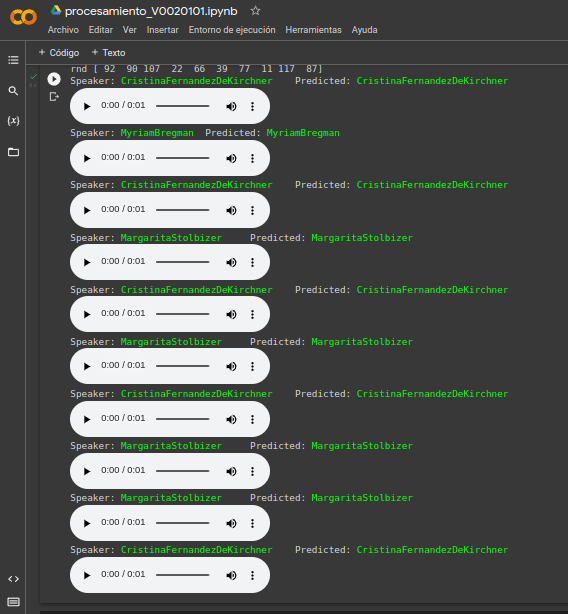 procesamiento_V0020101.ipynb
Archivo Editar Ver Insertar Entorno de ejecución Herramientas Ayuda
+ Código + Texto
rnd [ 92 90 107 22 66 39 77 11 117 87]
Speaker: CristinaFernandezDeKirchner Predicted: CristinaFernandezDeKirchner
0:00 / 0:01
Speaker: MyriamBregman Predicted: MyriamBregman
0:00 / 0:01
Speaker: CristinaFernandezDeKirchner Predicted: CristinaFernandezDeKirchner
0:00 / 0:01
Speaker: MargaritaStolbizer Predicted: MargaritaStolbizer
0:00 / 0:01
Speaker: CristinaFernandezDeKirchner Predicted: CristinaFernandezDeKirchner
0:00 / 0:01
Speaker: MargaritaStolbizer Predicted: MargaritaStolbizer
0:00 / 0:01
Speaker: CristinaFernandezDeKirchner Predicted: CristinaFernandezDeKirchner
0:00 / 0:01
Speaker: MargaritaStolbizer Predicted: MargaritaStolbizer
0:00 / 0:01
Speaker: MargaritaStolbizer Predicted: MargaritaStolbizer
0:00 / 0:01
Speaker: CristinaFernandezDeKirchner Predicted: CristinaFernandezDeKirchner
0:00 / 0:01